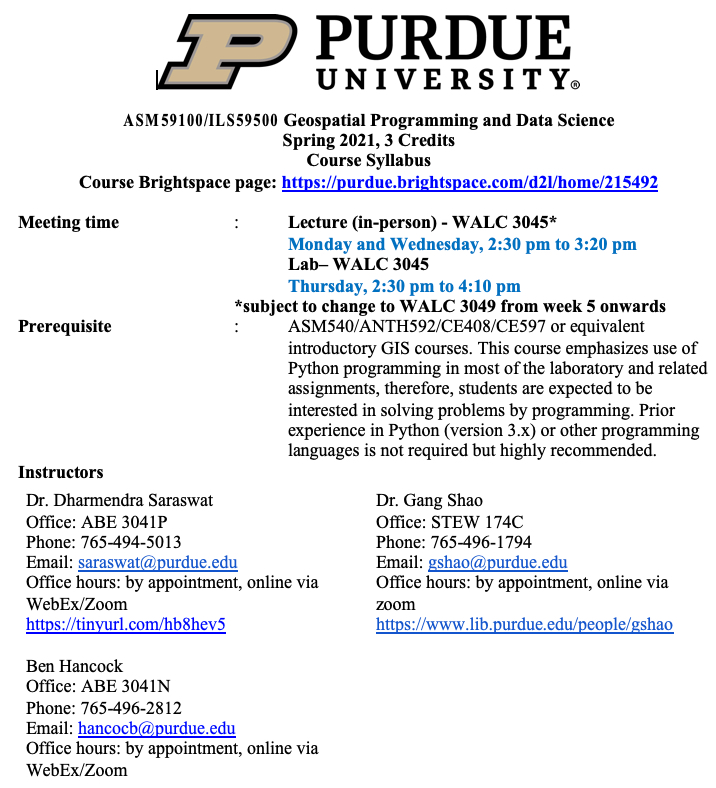 PURDUE
UNIVERSITY®
ASM59100/ILS59500 Geospatial Programming and Data Science
Spring 2021, 3 Credits
Course Syllabus
Course Brightspace page: https://purdue.brightspace.com/d2l/home/215492
Meeting time : Lecture (in-person) - WALC 3045*
Monday and Wednesday, 2:30 pm to 3:20 pm
Lab– WALC 3045
Thursday, 2:30 pm to 4:10 pm
*subject to change to WALC 3049 from week 5 onwards
Prerequisite : ASM540/ANTH592/CE408/CE597 or equivalent
introductory GIS courses. This course emphasizes use of
Python programming in most of the laboratory and related
assignments, therefore, students are expected to be
interested in solving problems by programming. Prior
experience in Python (version 3.x) or other programming
languages is not required but highly recommended.
Instructors
Dr. Dharmendra Saraswat
Office: ABE 3041P
Phone: 765-494-5013
Email: saraswat@purdue.edu
Office hours: by appointment, online via
WebEx/Zoom
https://tinyurl.com/hb8hev5
Dr. Gang Shao
Office: STEW 174C
Phone: 765-496-1794
Email: gshao@purdue.edu
Office hours: by appointment, online via
zoom
https://www.lib.purdue.edu/people/gshao
Ben Hancock
Office: ABE 3041N
Phone: 765-496-2812
Email: hancocb@purdue.edu
Office hours: by appointment, online via
WebEx/Zoom